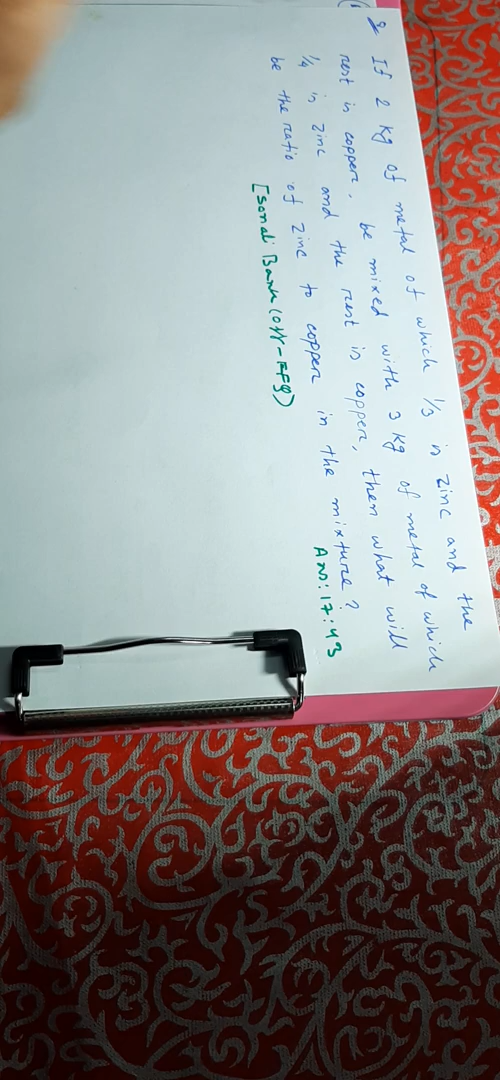 If 2 kg of metal of which 1/3 is zinc and the
rest is copper, be mixed with 3 kg of metal of which
1/4 is zinc and the rest is copper, then what will
be the ratio of zinc to copper in the mixture?
Ans: 17:43
[Sonali Bank (off-FF)